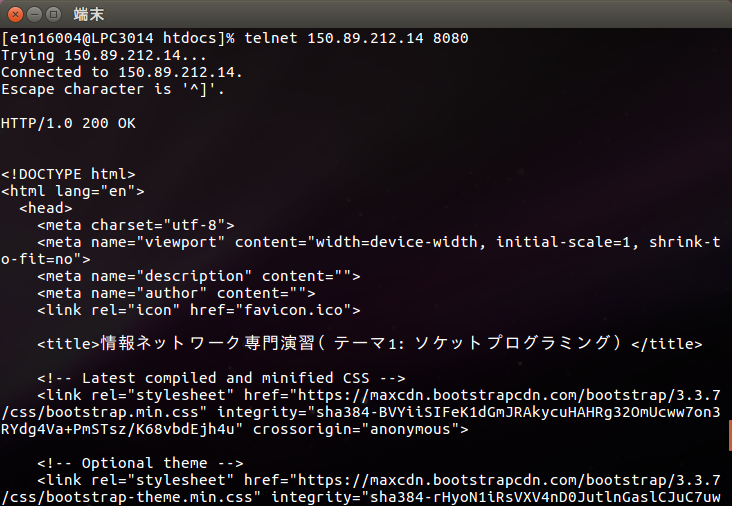 端末
[e1n16004@LPC3014 htdocs]% telnet 150.89.212.14 8080
Trying 150.89.212.14...
Connected to 150.89.212.14.
Escape character is '^]'.
HTTP/1.0 200 OK
<!DOCTYPE html>
<html lang="en">
  <head>
    <meta charset="utf-8">
    <meta name="viewport" content="width=device-width, initial-scale=1, shrink-t
o-fit=no">
    <meta name="description" content="">
    <meta name="author" content="">
    <link rel="icon" href="favicon.ico">
    <title>情報ネットワーク専門演習(テーマ1: ソケットプログラミング)</title>
    <!-- Latest compiled and minified CSS -->
    <link rel="stylesheet" href="https://maxcdn.bootstrapcdn.com/bootstrap/3.3.7
/css/bootstrap.min.css" integrity="sha384-BVYiiSIFeK1dGmJRAkycuHAHRg32OmUcww7on3
RYdg4Va+PmSTsz/K68vbdEjh4u" crossorigin="anonymous">
    <!-- Optional theme -->
    <link rel="stylesheet" href="https://maxcdn.bootstrapcdn.com/bootstrap/3.3.7
/css/bootstrap-theme.min.css" integrity="sha384-rHyoN1iRsVXV4nD0JutlnGaslCJuC7uw